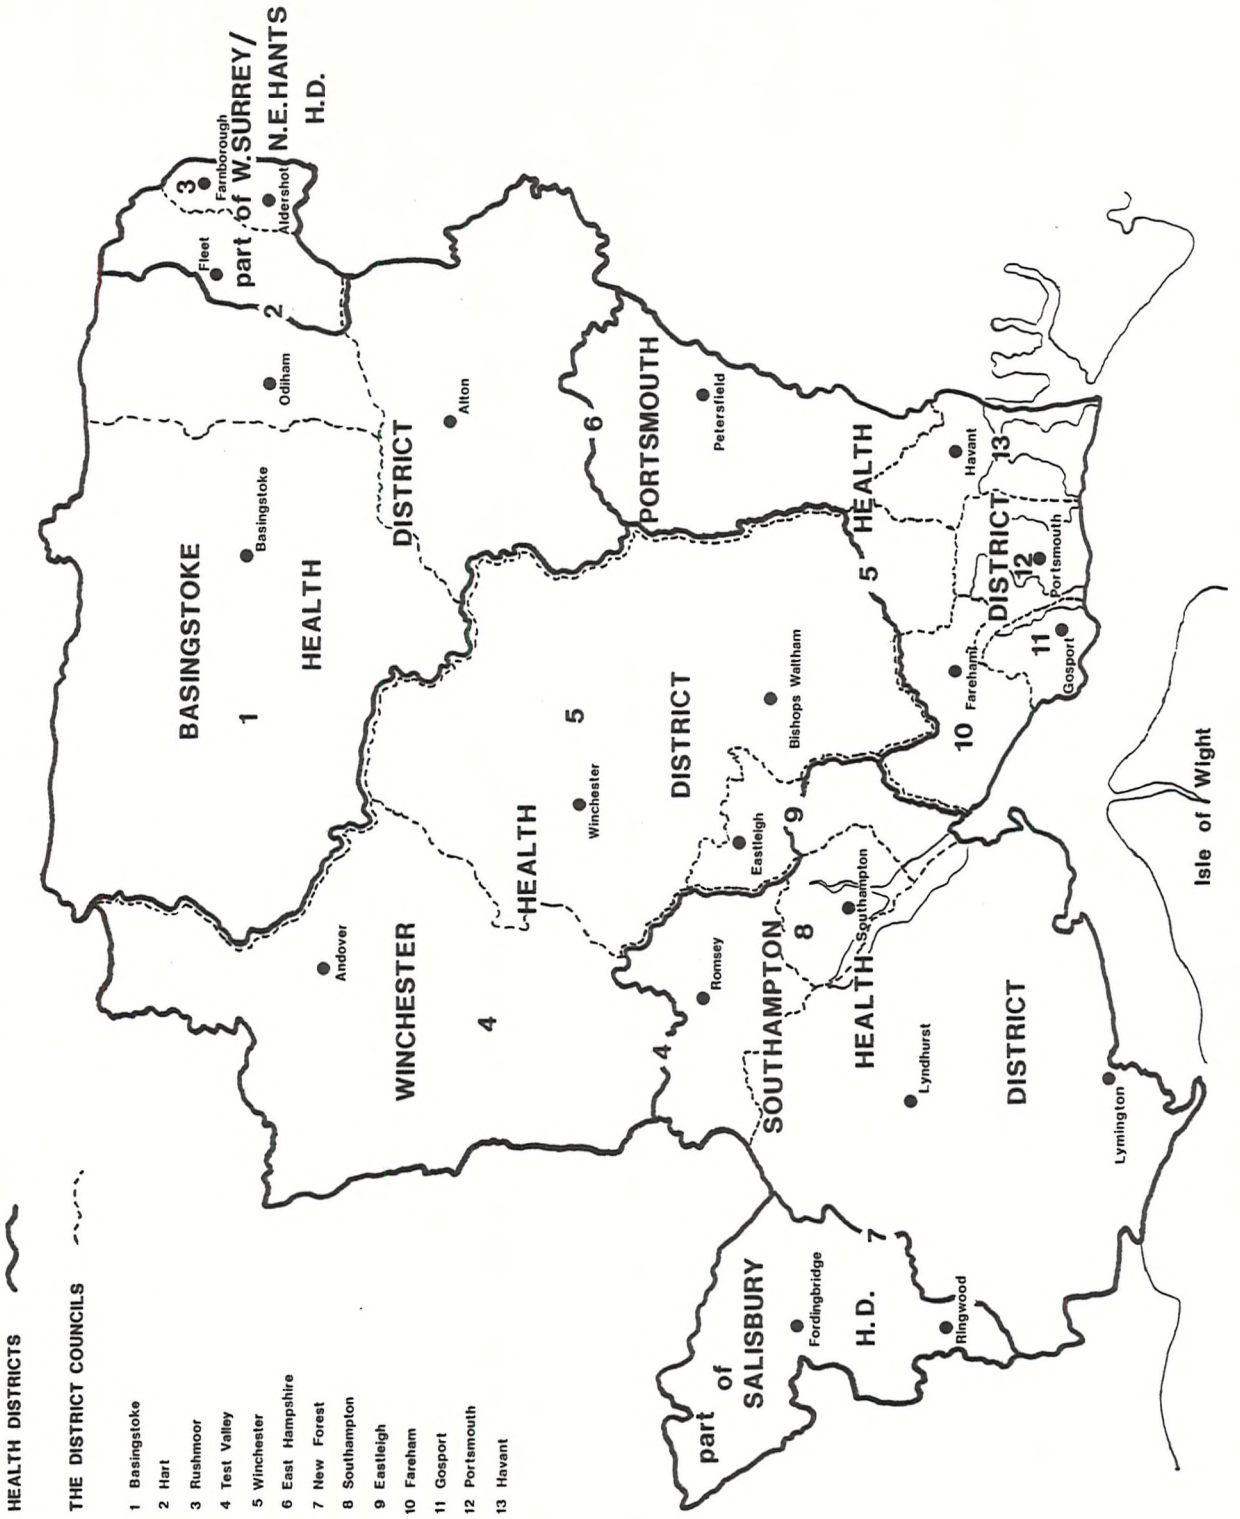 HEALTH DISTRICTS
THE DISTRICT COUNCILS
1 Basingstoke
2 Hart
3 Rushmoor
4 Test Valley
5 Winchester
6 East Hampshire
7 New Forest
8 Southampton
9 Eastleigh
10 Fareham
11 Gosport
12 Portsmouth
13 Havant
BASINGSTOKE
HEALTH
DISTRICT
1
Basingstoke
Odiham
Alton
2
Fleet
3
Farnborough
Aldershot
part of W.SURREY/
N.E.HANTS
H.D.
WINCHESTER
HEALTH
DISTRICT
4
Andover
5
Winchester
Bishops Waltham
Eastleigh
9
6
PORTSMOUTH
HEALTH
DISTRICT
Petersfield
5
Havant
13
12
Portsmouth
11
Gosport
Fareham
10
4
Romsey
SOUTHAMPTON
HEALTH
DISTRICT
8
Southampton
Lyndhurst
Lymington
7
part
of
SALISBURY
H.D.
Fordingbridge
Ringwood
Isle of Wight